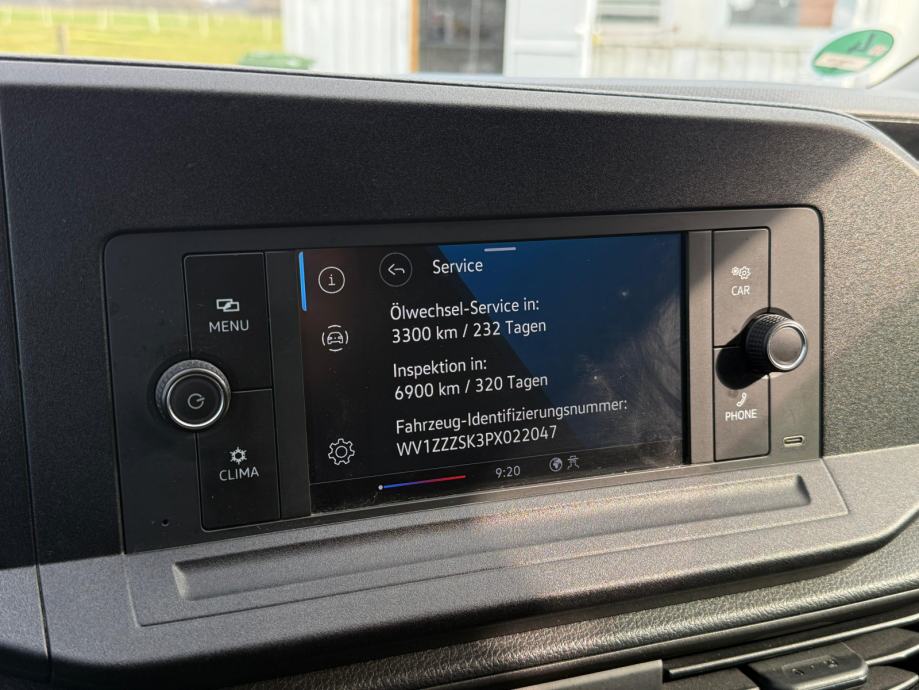 Service
Ölwechsel-Service in:
3300 km / 232 Tagen
Inspektion in:
6900 km / 320 Tagen
Fahrzeug-Identifizierungsnummer:
WV1ZZZSK3PX022047
9:20
MENU
CLIMA
CAR
PHONE